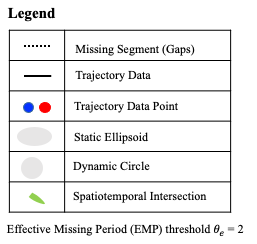 Legend
Missing Segment (Gaps)
Trajectory Data
Trajectory Data Point
Static Ellipsoid
Dynamic Circle
Spatiotemporal Intersection
Effective Missing Period (EMP) threshold θₑ = 2